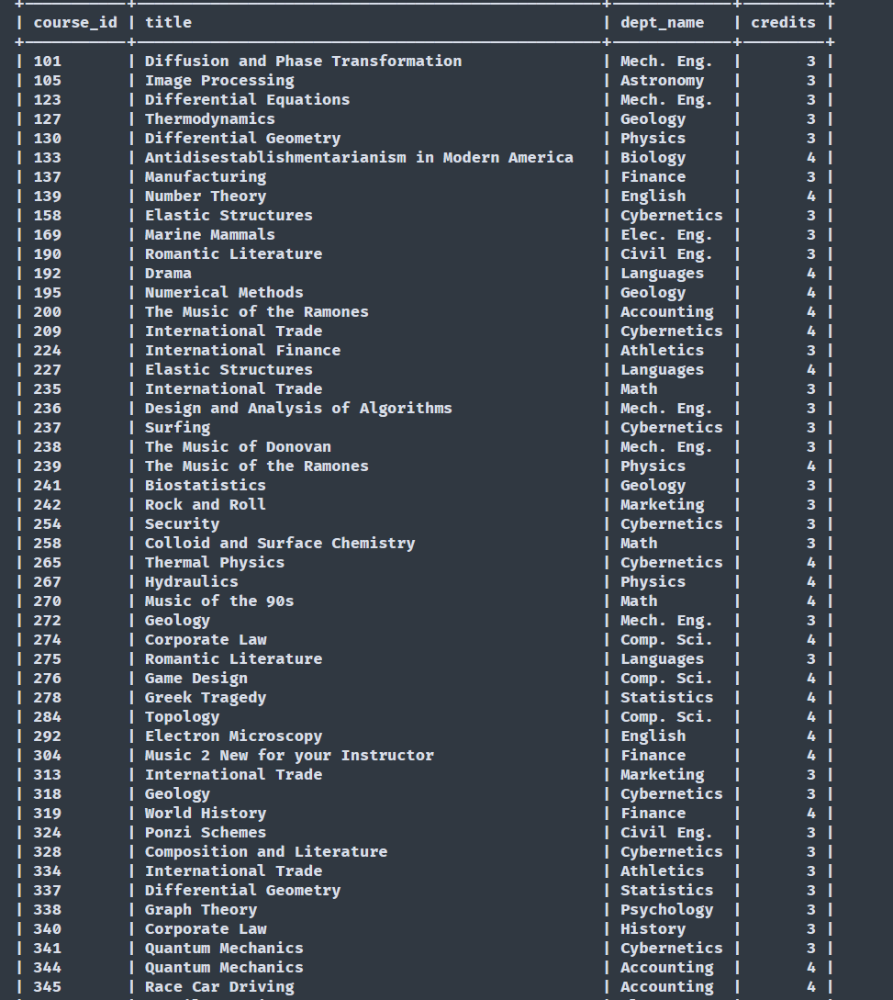 | course_id | title | dept_name | credits |
| 101 | Diffusion and Phase Transformation | Mech. Eng. | 3 |
| 105 | Image Processing | Astronomy | 3 |
| 123 | Differential Equations | Mech. Eng. | 3 |
| 127 | Thermodynamics | Geology | 3 |
| 130 | Differential Geometry | Physics | 3 |
| 133 | Antidisestablishmentarianism in Modern America | Biology | 4 |
| 137 | Manufacturing | Finance | 3 |
| 139 | Number Theory | English | 4 |
| 158 | Elastic Structures | Cybernetics | 3 |
| 169 | Marine Mammals | Elec. Eng. | 3 |
| 190 | Romantic Literature | Civil Eng. | 3 |
| 192 | Drama | Languages | 4 |
| 195 | Numerical Methods | Geology | 4 |
| 200 | The Music of the Ramones | Accounting | 4 |
| 209 | International Trade | Cybernetics | 4 |
| 224 | International Finance | Athletics | 3 |
| 227 | Elastic Structures | Languages | 4 |
| 235 | International Trade | Math | 3 |
| 236 | Design and Analysis of Algorithms | Mech. Eng. | 3 |
| 237 | Surfing | Cybernetics | 3 |
| 238 | The Music of Donovan | Mech. Eng. | 3 |
| 239 | The Music of the Ramones | Physics | 4 |
| 241 | Biostatistics | Geology | 3 |
| 242 | Rock and Roll | Marketing | 3 |
| 254 | Security | Cybernetics | 3 |
| 258 | Colloid and Surface Chemistry | Math | 3 |
| 265 | Thermal Physics | Cybernetics | 4 |
| 267 | Hydraulics | Physics | 4 |
| 270 | Music of the 90s | Math | 4 |
| 272 | Geology | Mech. Eng. | 3 |
| 274 | Corporate Law | Comp. Sci. | 4 |
| 275 | Romantic Literature | Languages | 3 |
| 276 | Game Design | Comp. Sci. | 4 |
| 278 | Greek Tragedy | Statistics | 4 |
| 284 | Topology | Comp. Sci. | 4 |
| 292 | Electron Microscopy | English | 4 |
| 304 | Music 2 New for your Instructor | Finance | 4 |
| 313 | International Trade | Marketing | 3 |
| 318 | Geology | Cybernetics | 3 |
| 319 | World History | Finance | 4 |
| 324 | Ponzi Schemes | Civil Eng. | 3 |
| 328 | Composition and Literature | Cybernetics | 3 |
| 334 | International Trade | Athletics | 3 |
| 337 | Differential Geometry | Statistics | 3 |
| 338 | Graph Theory | Psychology | 3 |
| 340 | Corporate Law | History | 3 |
| 341 | Quantum Mechanics | Cybernetics | 3 |
| 344 | Quantum Mechanics | Accounting | 4 |
| 345 | Race Car Driving | Accounting | 4 |